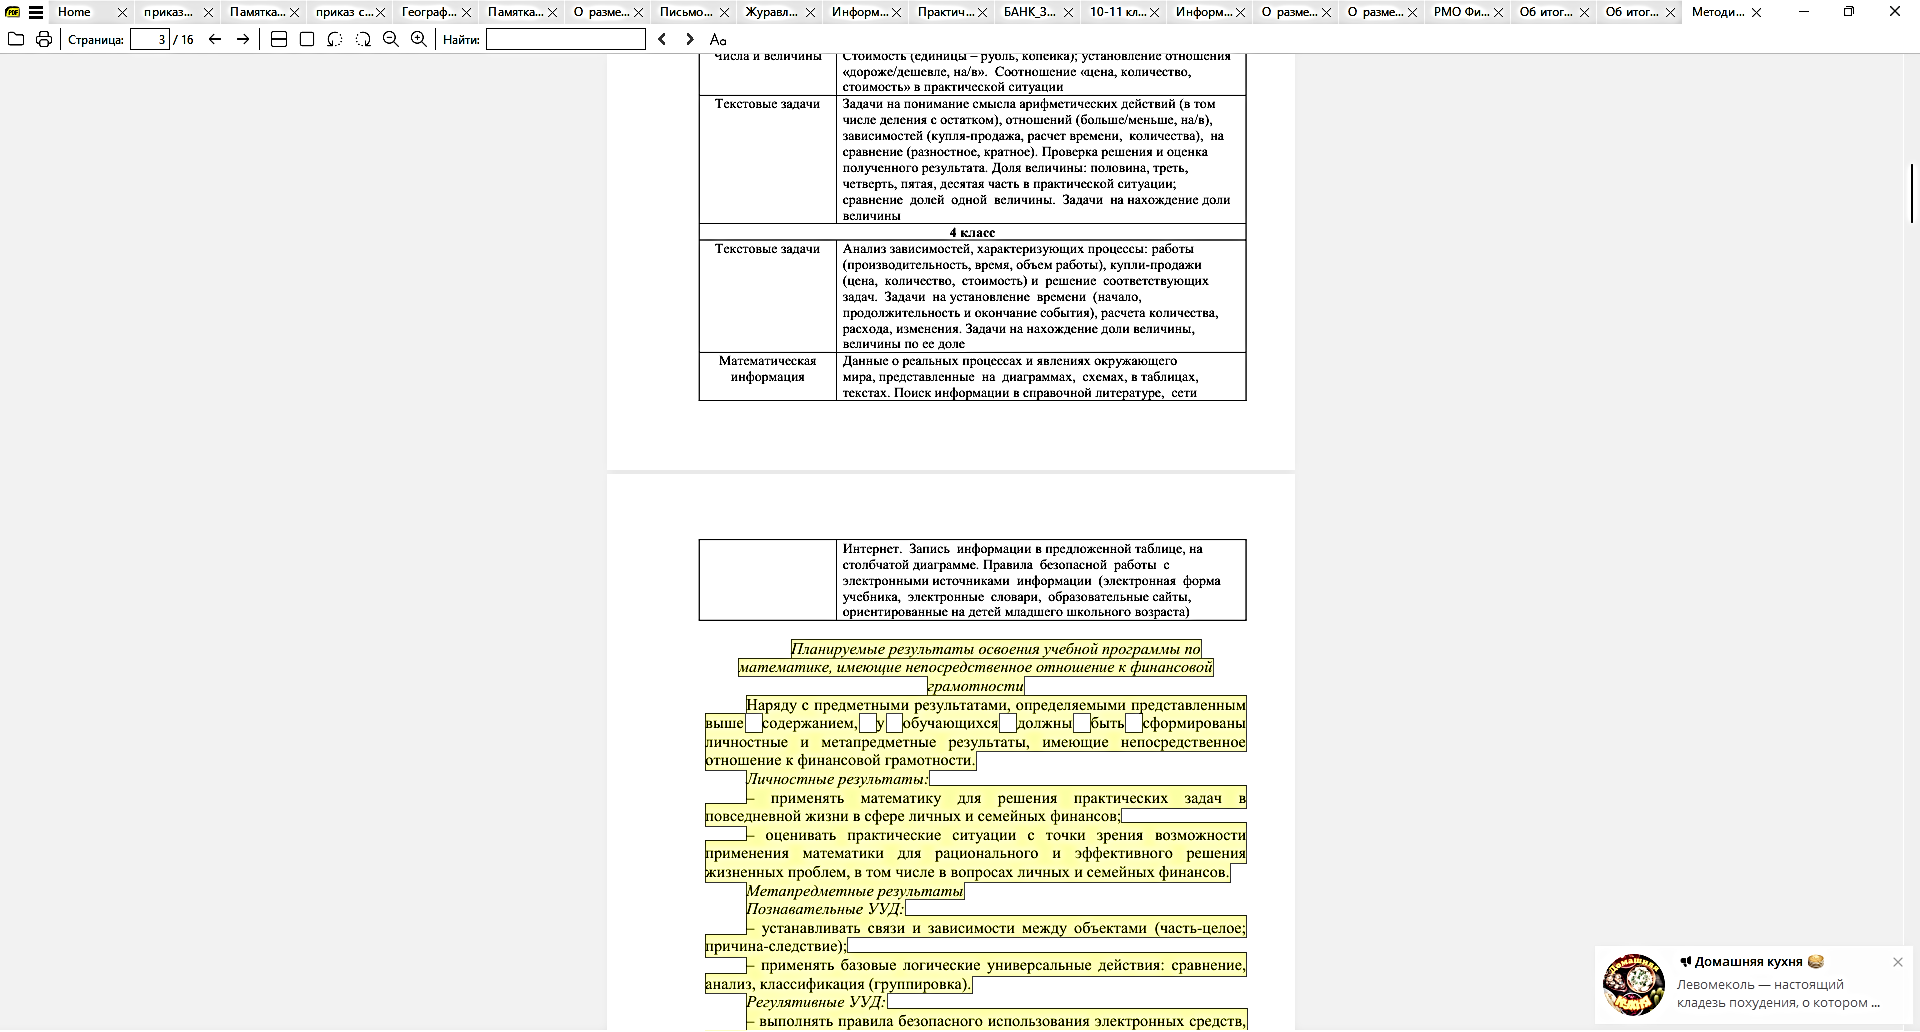 Home
приказ...
Памятка...
приказ с...
Географ...
Памятка...
О разме...
Письмо...
Журавл...
Информ...
Практич...
БАНК_З...
10-11 кл...
Информ...
О разме...
О разме...
РМО Фи...
Об итог...
Об итог...
Методи...
Страница: 3 / 16
Найти:
Аа
Числа и величины
Стоимость (единицы – рубль, копейка); установление отношения
«дороже/дешевле, на/в». Соотношение «цена, количество,
стоимость» в практической ситуации
Текстовые задачи
Задачи на понимание смысла арифметических действий (в том
числе деления с остатком), отношений (больше/меньше, на/в),
зависимостей (купля-продажа, расчет времени, количества), на
сравнение (разностное, кратное). Проверка решения и оценка
полученного результата. Доля величины: половина, треть,
четверть, пятая, десятая часть в практической ситуации;
сравнение долей одной величины. Задачи на нахождение доли
величины
4 класс
Текстовые задачи
Анализ зависимостей, характеризующих процессы: работы
(производительность, время, объем работы), купли-продажи
(цена, количество, стоимость) и решение соответствующих
задач. Задачи на установление времени (начало,
продолжительность и окончание события), расчета количества,
расхода, изменения. Задачи на нахождение доли величины,
величины по ее доле
Математическая
информация
Данные о реальных процессах и явлениях окружающего
мира, представленные на диаграммах, схемах, в таблицах,
текстах. Поиск информации в справочной литературе, сети
Интернет. Запись информации в предложенной таблице, на
столбчатой диаграмме. Правила безопасной работы с
электронными источниками информации (электронная форма
учебника, электронные словари, образовательные сайты,
ориентированные на детей младшего школьного возраста)
Планируемые результаты освоения учебной программы по
математике, имеющие непосредственное отношение к финансовой
грамотности
Наряду с предметными результатами, определяемыми представленным
выше содержанием, у обучающихся должны быть сформированы
личностные и метапредметные результаты, имеющие непосредственное
отношение к финансовой грамотности.
Личностные результаты:
– применять математику для решения практических задач в
повседневной жизни в сфере личных и семейных финансов;
– оценивать практические ситуации с точки зрения возможности
применения математики для рационального и эффективного решения
жизненных проблем, в том числе в вопросах личных и семейных финансов.
Метапредметные результаты
Познавательные УУД:
– устанавливать связи и зависимости между объектами (часть-целое;
причина-следствие);
– применять базовые логические универсальные действия: сравнение,
анализ, классификация (группировка).
Регулятивные УУД:
– выполнять правила безопасного использования электронных средств,
Домашняя кухня
Левомеколь — настоящий
кладезь похудения, о котором ...